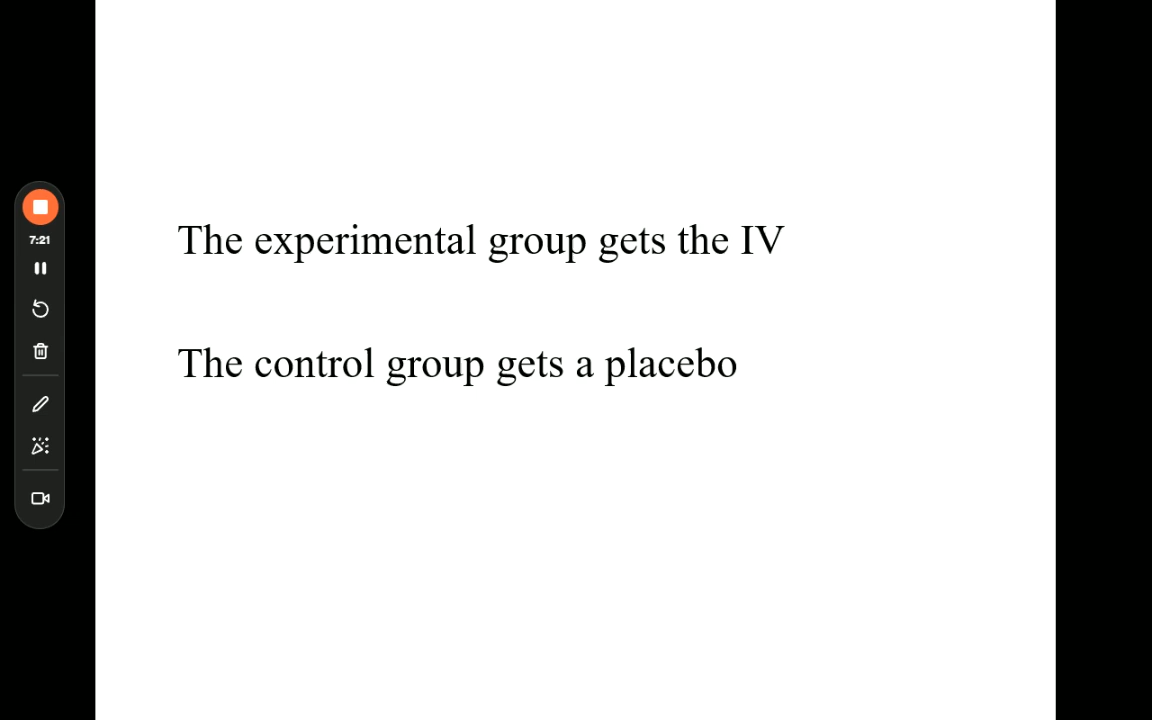 The experimental group gets the IV
7:21
The control group gets a placebo